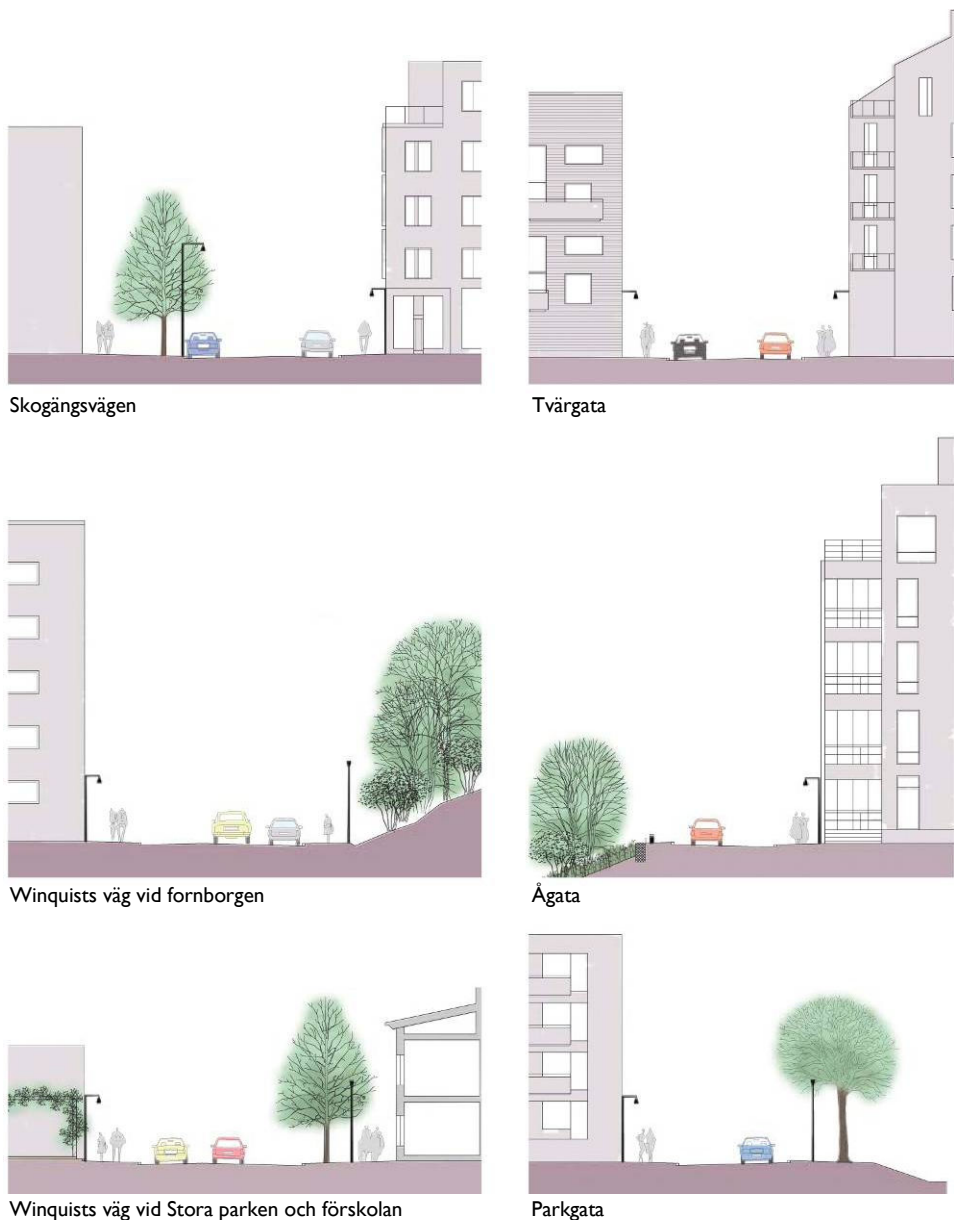 Skogängsvägen
Tvärgata
Winquists väg vid fornborgen
Ågata
Winquists väg vid Stora parken och förskolan
Parkgata